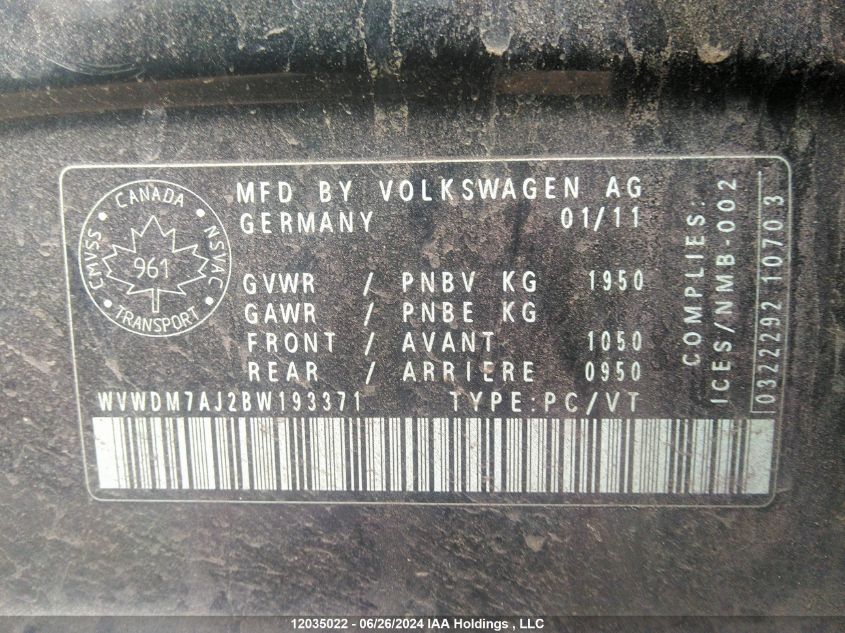 CANADA
CMVSS
NSVAC
961
TRANSPORT
MFD BY VOLKSWAGEN AG
GERMANY 01/11
GVWR / PNBV KG 1950
GAWR / PNBE KG
FRONT / AVANT 1050
REAR / ARRIERE 0950
WVWDM7AJ2BW193371 TYPE:PC/VT
COMPLIES:
ICES/NMB-002
0322292 10703
12035022 - 06/26/2024 IAA Holdings , LLC